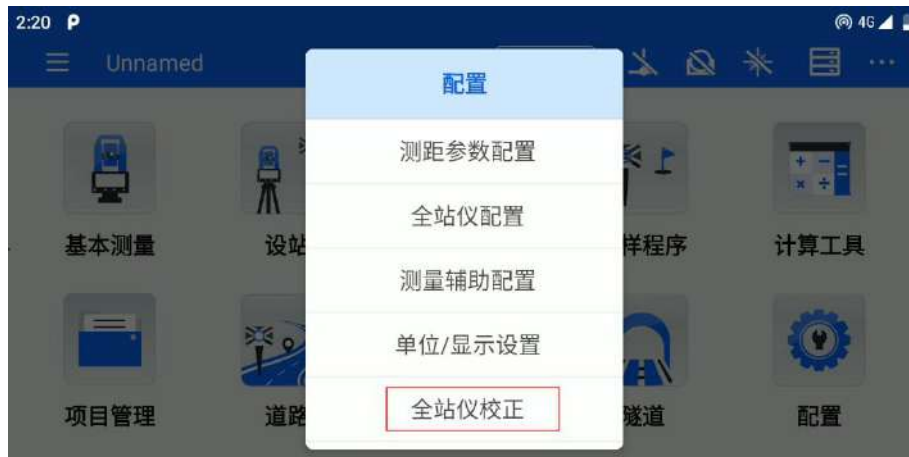 2:20
4G
Unnamed
配置
测距参数配置
全站仪配置
测量辅助配置
单位/显示设置
全站仪校正
基本测量
设站
样程序
计算工具
项目管理
道路
隧道
配置